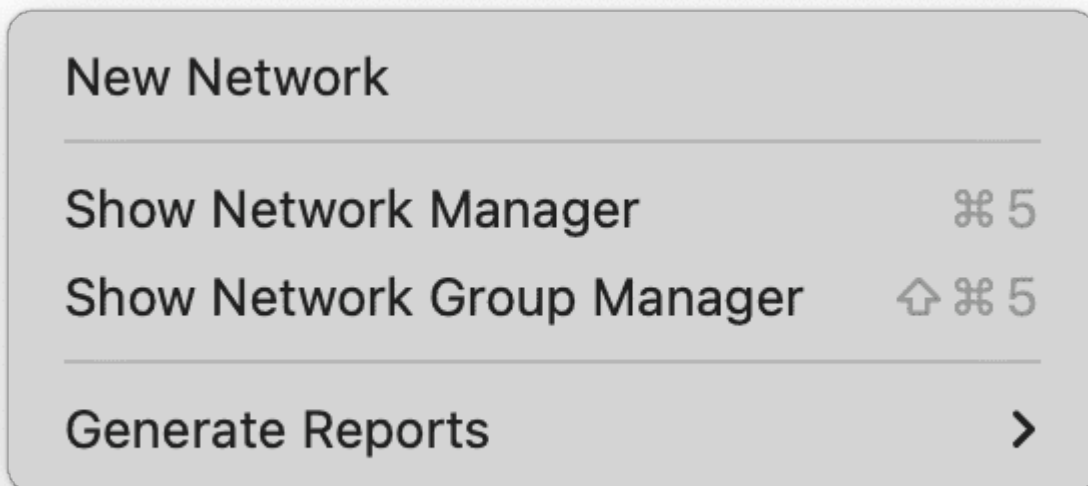 New Network
Show Network Manager ⌘ 5
Show Network Group Manager ⇧ ⌘ 5
Generate Reports